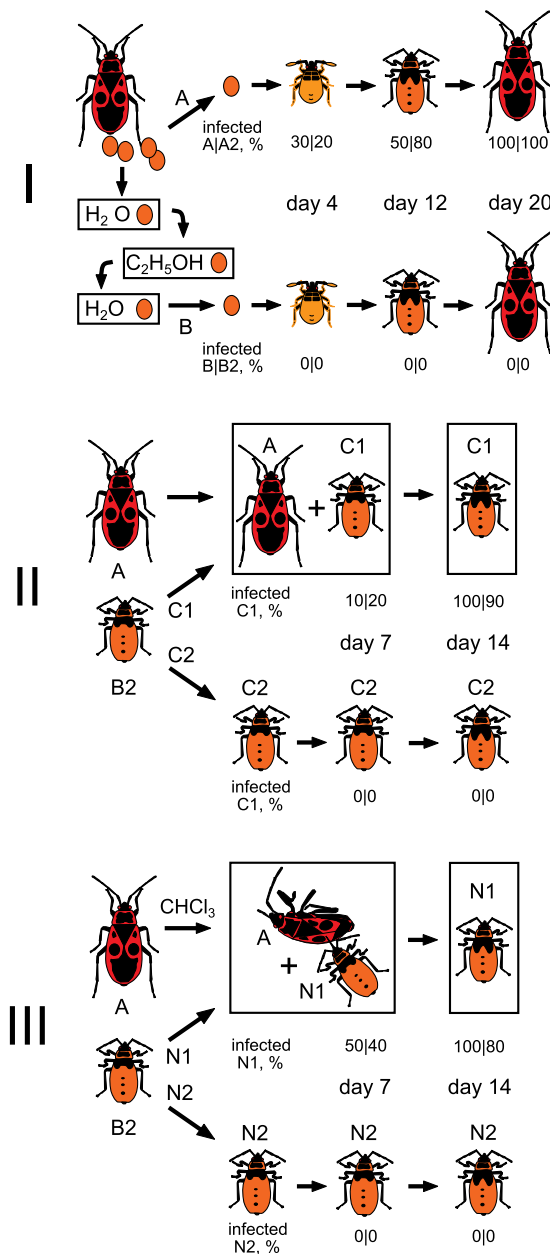 I
A
infected
A|A2, %
30|20
50|80
100|100
day 4
day 12
day 20
H2 O
C2H5OH
H2O
B
infected
B|B2, %
0|0
0|0
0|0
II
A
A
C1
C1
+
infected
C1, %
10|20
100|90
C1
C2
B2
day 7
day 14
C2
C2
C2
infected
C1, %
0|0
0|0
III
CHCl3
A
A
+
N1
N1
infected
N1, %
50|40
100|80
N1
N2
B2
day 7
day 14
N2
N2
N2
infected
N2, %
0|0
0|0